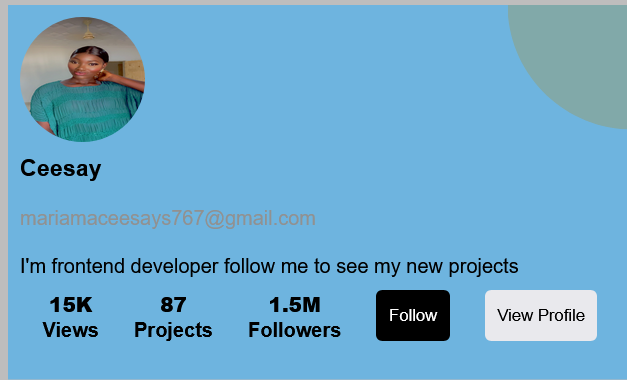 Ceesay
mariamaceesays767@gmail.com
I'm frontend developer follow me to see my new projects
15K 87 1.5M
Views Projects Followers Follow View Profile